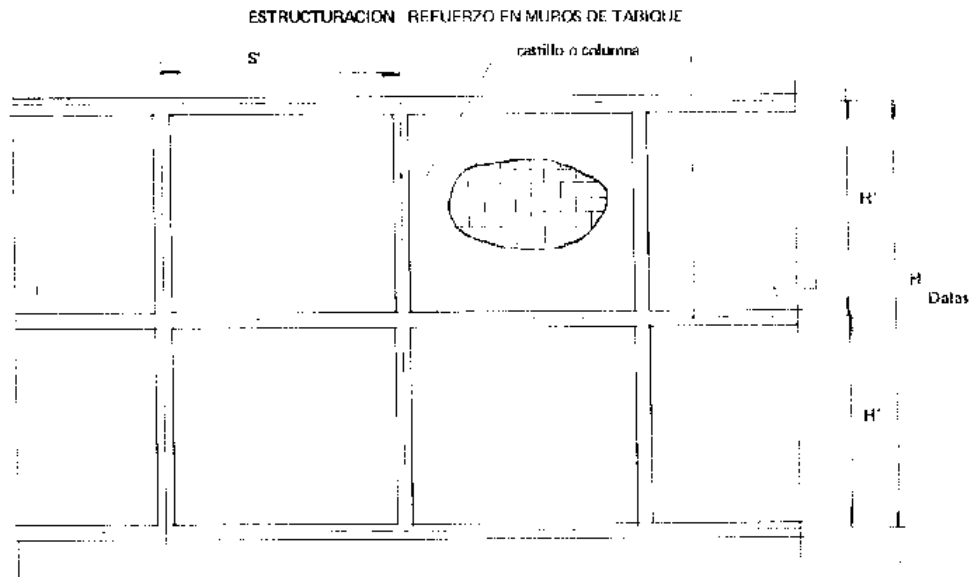 ESTRUCTURACION REFUERZO EN MUROS DE TABIQUE
S'
castillo o columna
H'
H
Dalas
H'